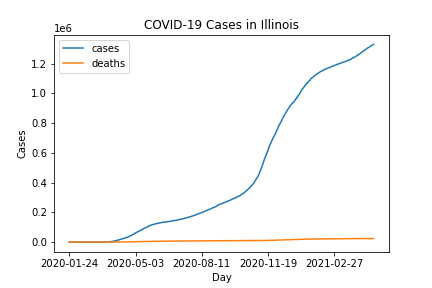 COVID-19 Cases in Illinois
1e6
cases
deaths
1.2
1.0
0.8
0.6
0.4
0.2
0.0
Cases
2020-01-24 2020-05-03 2020-08-11 2020-11-19 2021-02-27
Day